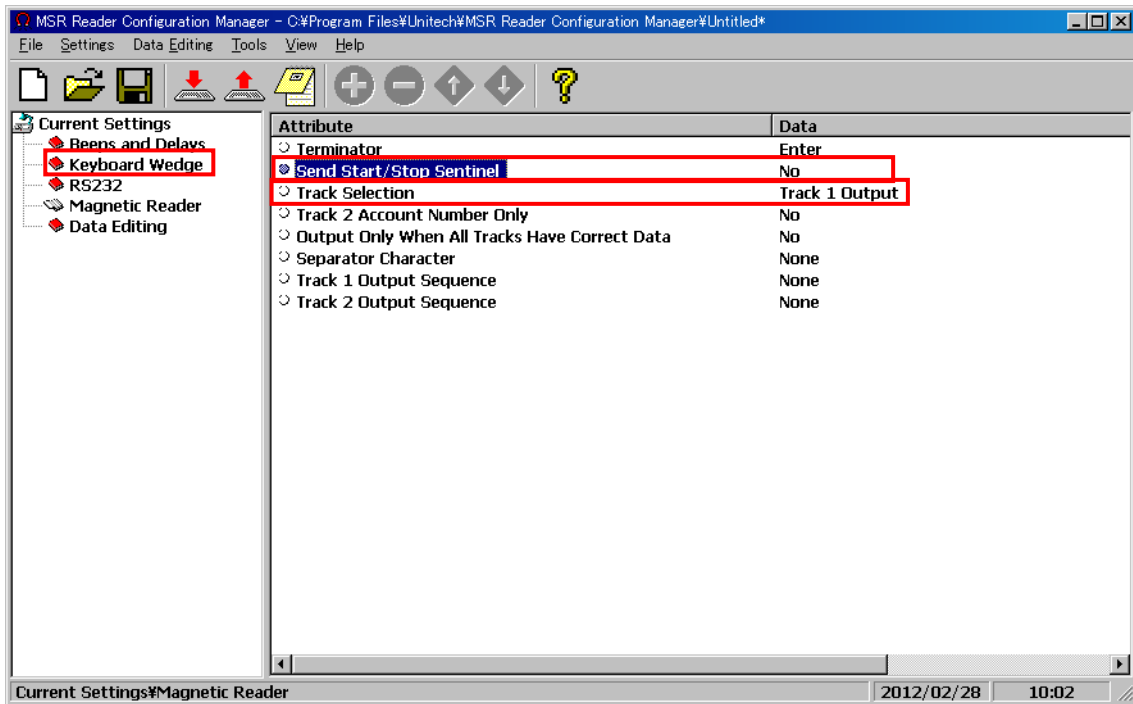 MSR Reader Configuration Manager - C:¥Program Files¥Unitech¥MSR Reader Configuration Manager¥Untitled*
File Settings Data Editing Tools View Help
Current Settings
Beeps and Delays
Keyboard Wedge
RS232
Magnetic Reader
Data Editing
Attribute Data
Terminator Enter
Send Start/Stop Sentinel No
Track Selection Track 1 Output
Track 2 Account Number Only No
Output Only When All Tracks Have Correct Data No
Separator Character None
Track 1 Output Sequence None
Track 2 Output Sequence None
Current Settings¥Magnetic Reader 2012/02/28 10:02